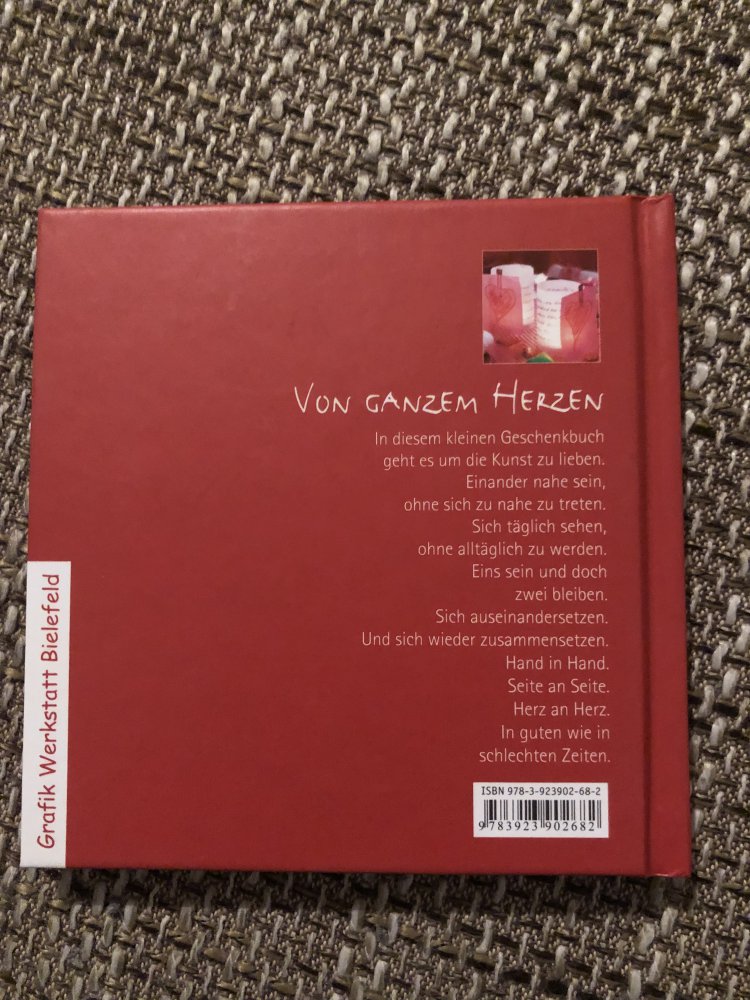 VON GANZEM HERZEN
In diesem kleinen Geschenkbuch
geht es um die Kunst zu lieben.
Einander nahe sein,
ohne sich zu nahe zu treten.
Sich täglich sehen,
ohne alltäglich zu werden.
Eins sein und doch
zwei bleiben.
Sich auseinandersetzen.
Und sich wieder zusammensetzen.
Hand in Hand.
Seite an Seite.
Herz an Herz.
In guten wie in
schlechten Zeiten.
ISBN 978-3-923902-68-2
9 783923 902682
Grafik Werkstatt Bielefeld